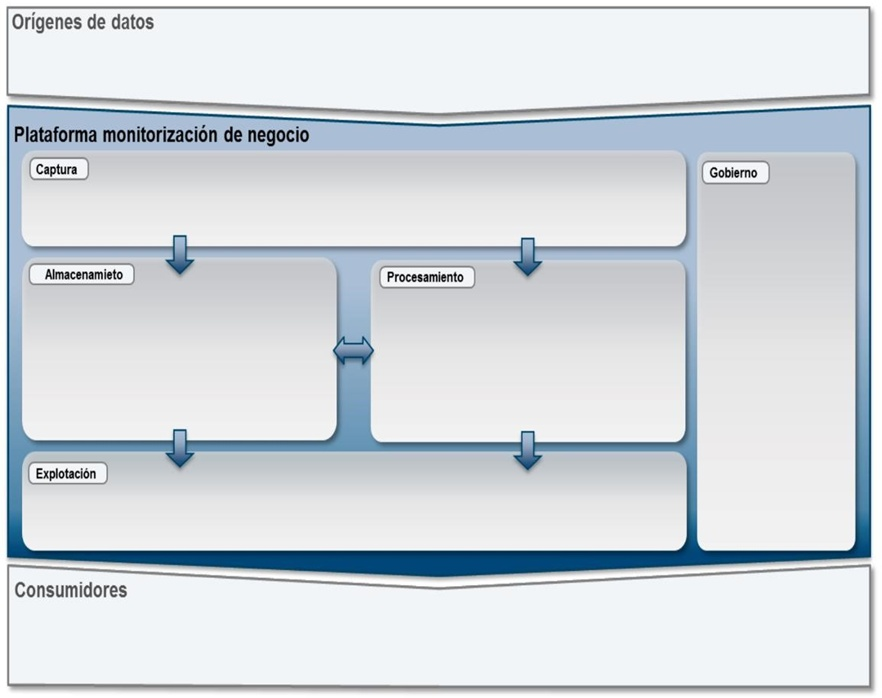 Orígenes de datos
Plataforma monitorización de negocio
Captura
Gobierno
Almacenamieto
Procesamiento
Explotación
Consumidores